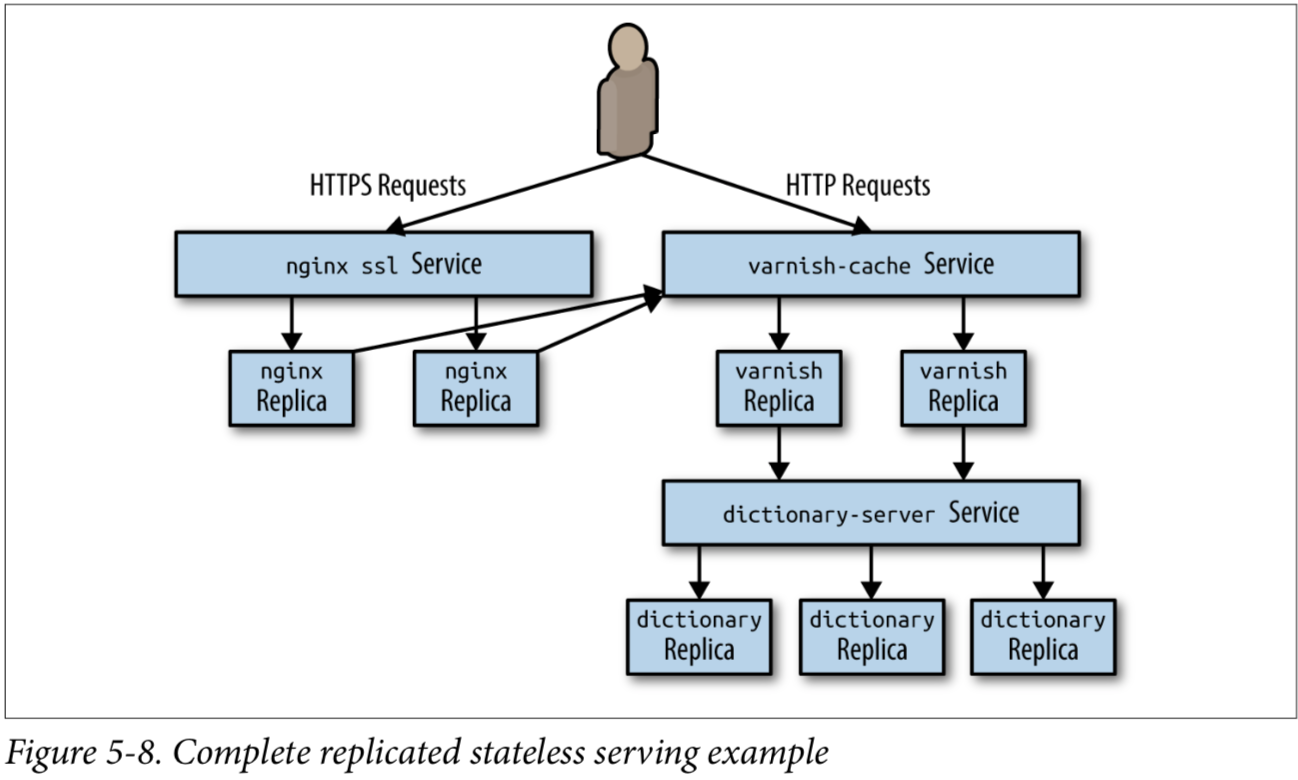 HTTPS Requests
HTTP Requests
nginx ssl Service
varnish-cache Service
nginx
Replica
nginx
Replica
varnish
Replica
varnish
Replica
dictionary-server Service
dictionary
Replica
dictionary
Replica
dictionary
Replica
Figure 5-8. Complete replicated stateless serving example